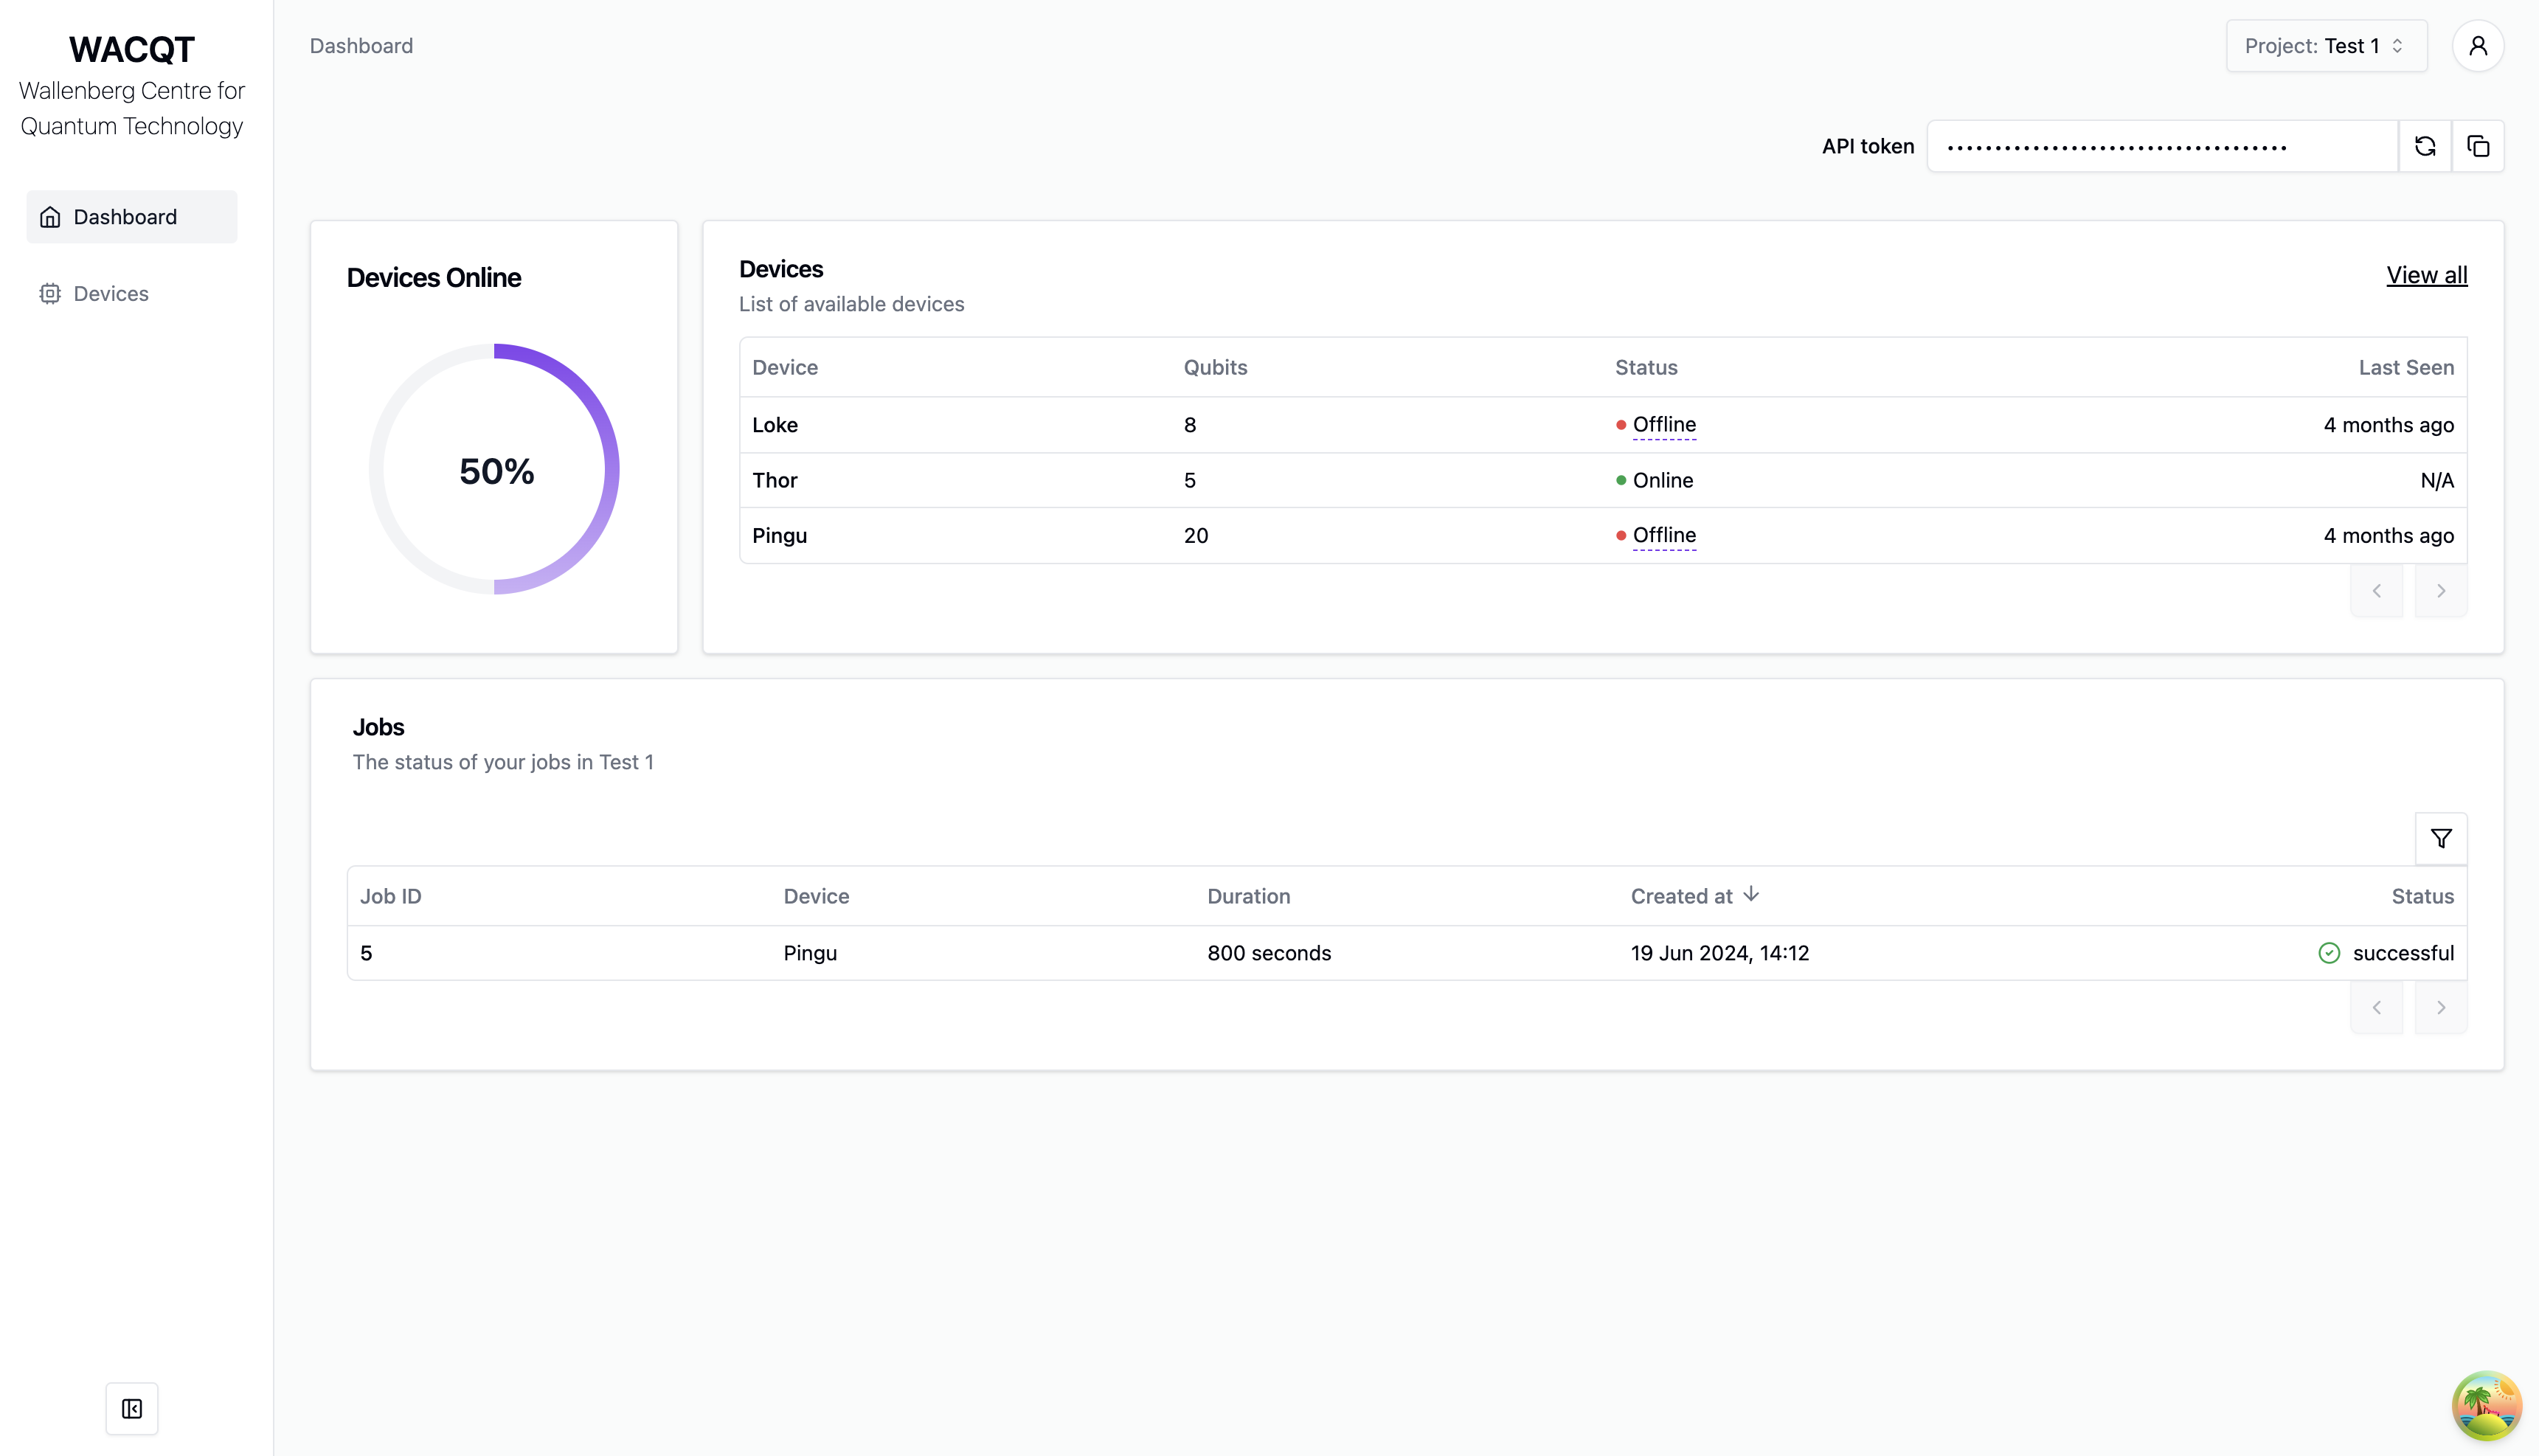 WACQT
Wallenberg Centre for
Quantum Technology
Dashboard
Devices
Dashboard
Project: Test 1
API token
Devices Online
50%
Devices
List of available devices
View all
Device Qubits Status Last Seen
Loke 8 Offline 4 months ago
Thor 5 Online N/A
Pingu 20 Offline 4 months ago
Jobs
The status of your jobs in Test 1
Job ID Device Duration Created at Status
5 Pingu 800 seconds 19 Jun 2024, 14:12 successful